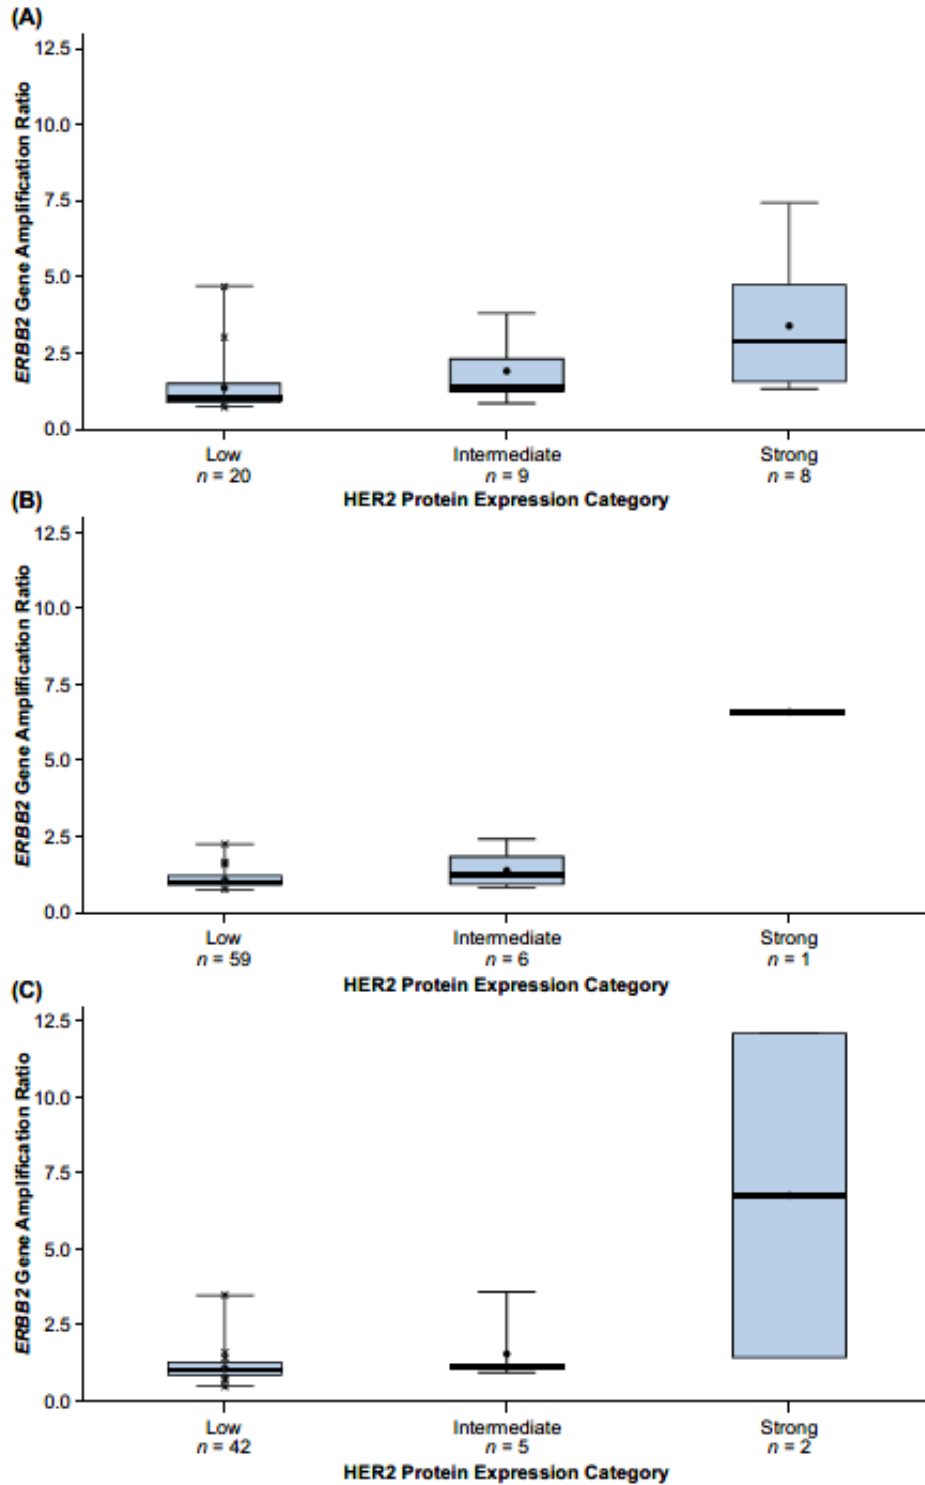 (A)
ERBB2 Gene Amplification Ratio
12.5
10.0
7.5
5.0
2.5
0.0
Low Intermediate Strong
n = 20 n = 9 n = 8
HER2 Protein Expression Category
(B)
ERBB2 Gene Amplification Ratio
12.5
10.0
7.5
5.0
2.5
0.0
Low Intermediate Strong
n = 59 n = 6 n = 1
HER2 Protein Expression Category
(C)
ERBB2 Gene Amplification Ratio
12.5
10.0
7.5
5.0
2.5
0.0
Low Intermediate Strong
n = 42 n = 5 n = 2
HER2 Protein Expression Category